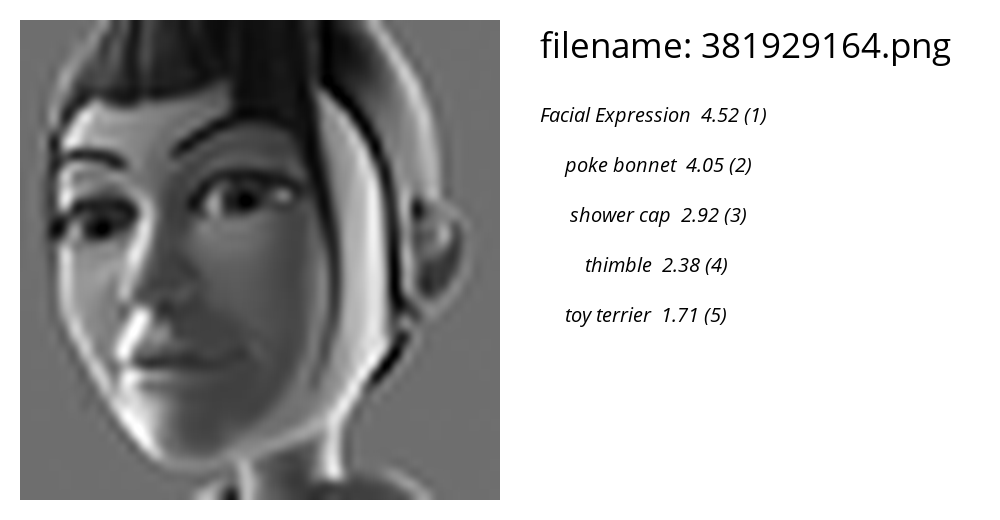 filename: 381929164.png
Facial Expression 4.52 (1)
poke bonnet 4.05 (2)
shower cap 2.92 (3)
thimble 2.38 (4)
toy terrier 1.71 (5)